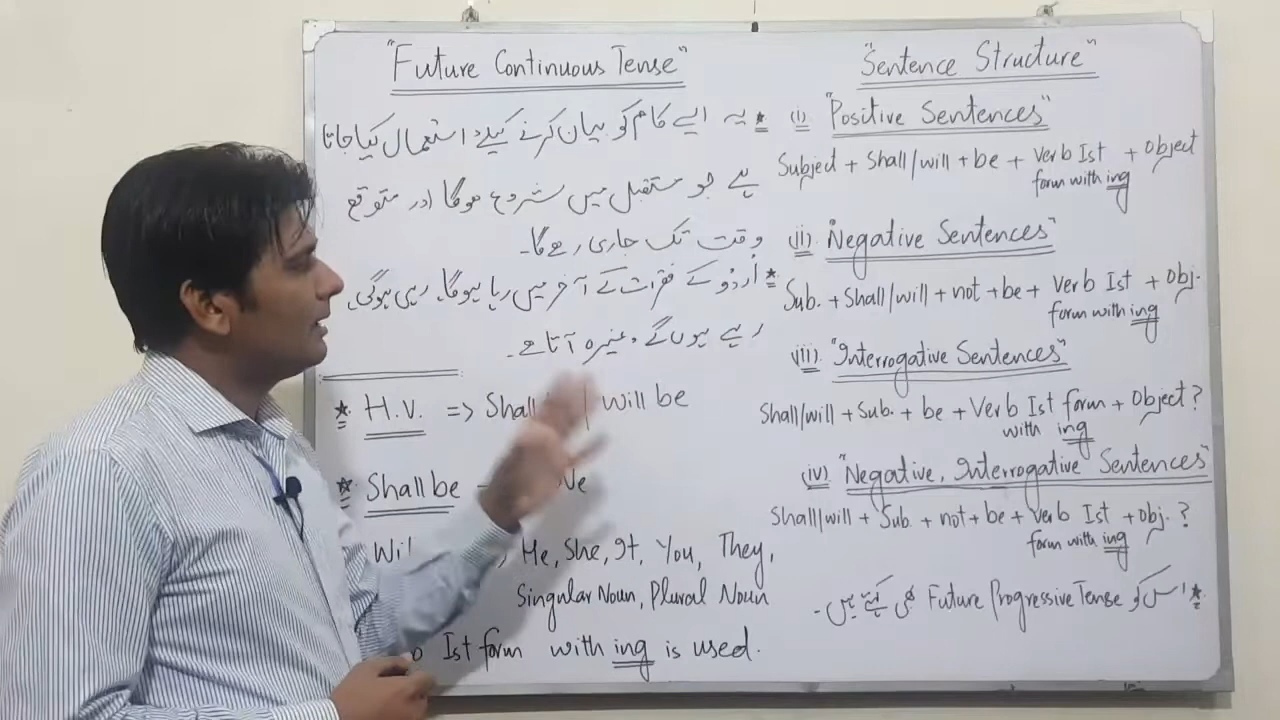 "Future Continuous Tense"
* یہ ایسے کام کو بیان کرنے کیلئے استعمال کیا جاتا
ہے جو مستقبل میں شروع ہوگا اور متوقع
وقت تک جاری رہے گا۔
* اُردُو کے فقرات کے آخر میں رہا ہوگا، رہی ہوگی،
رہے ہوں گے وغیرہ آتا ہے۔
* H.V. => Shall | will be
* Shall be
Wil
He, She, It, You, They,
Singular Noun, Plural Noun
Ist form with ing is used.
"Sentence Structure"
(i) "Positive Sentences"
Subject + Shall/will + be + Verb Ist + Object
form with ing
(ii) "Negative Sentences"
Sub. + Shall/will + not + be + Verb Ist + Obj.
form with ing
(iii) "Interrogative Sentences"
Shall/will + Sub. + be + Verb Ist form + Object?
with ing
(iv) "Negative, Interrogative Sentences"
Shall/will + Sub. + not + be + Verb Ist + obj. ?
form with ing
* اس کو Future Progressive Tense بھی کہتے ہیں۔